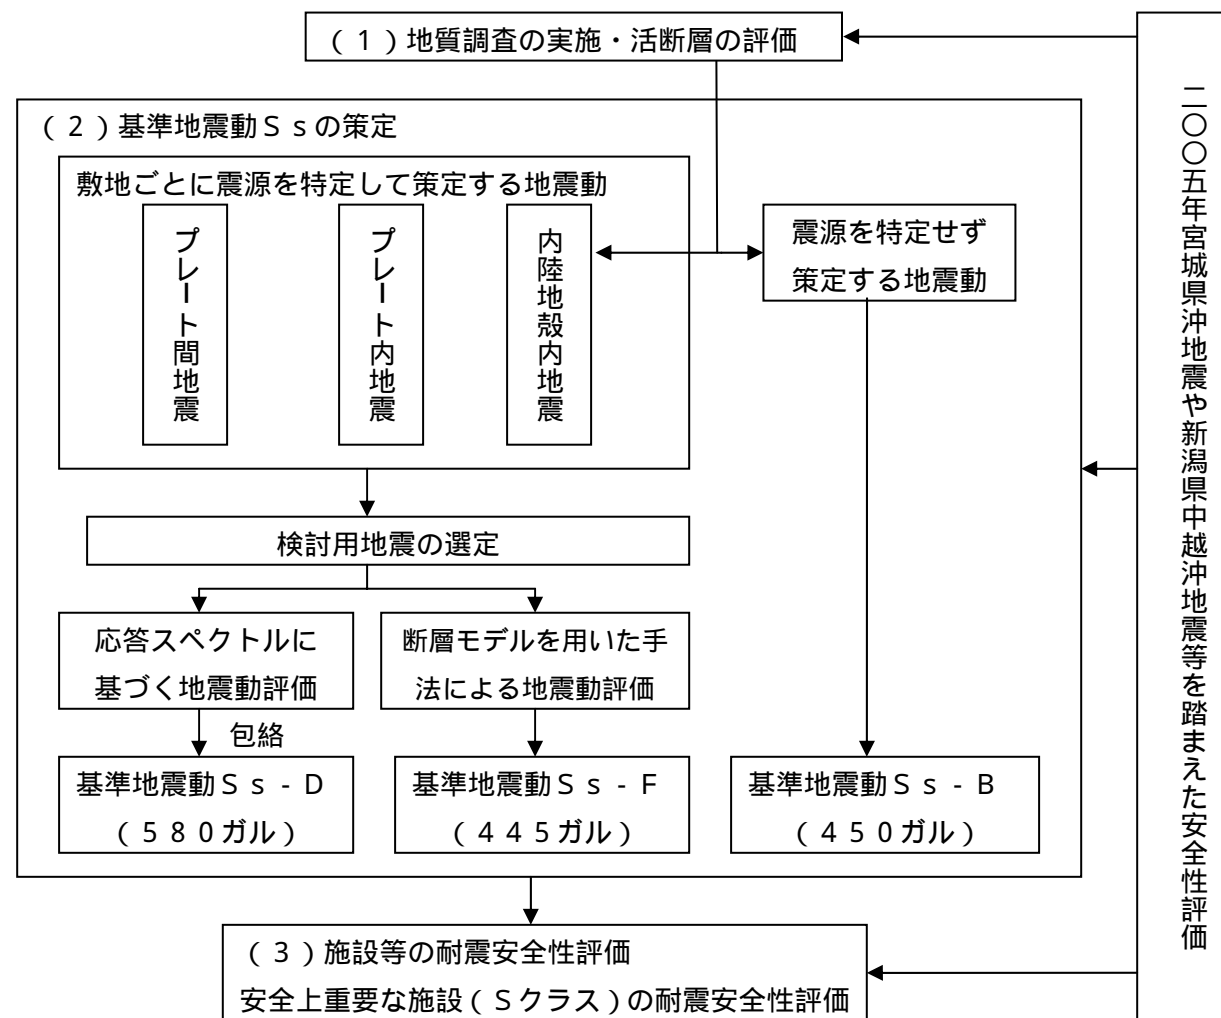 (1)地質調査の実施・活断層の評価
(2)基準地震動Ssの策定
敷地ごとに震源を特定して策定する地震動
プレート間地震
プレート内地震
内陸地殻内地震
震源を特定せず
策定する地震動
検討用地震の選定
応答スペクトルに
基づく地震動評価
断層モデルを用いた手
法による地震動評価
包絡
基準地震動Ss-D
(580ガル)
基準地震動Ss-F
(445ガル)
基準地震動Ss-B
(450ガル)
(3)施設等の耐震安全性評価
安全上重要な施設(Sクラス)の耐震安全性評価
二〇〇五年宮城県沖地震や新潟県中越沖地震等を踏まえた安全性評価